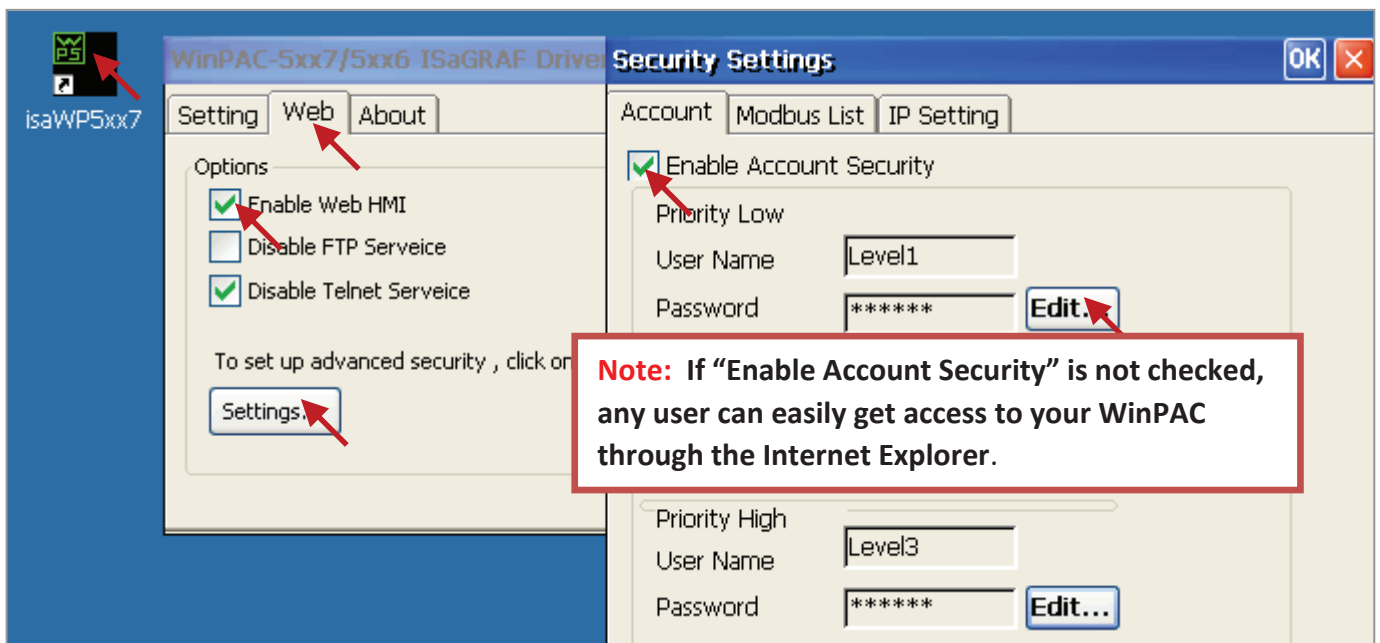 WPS
isaWP5xx7
WinPAC-5xx7/5xx6 ISaGRAF Driver
Setting Web About
Options
Enable Web HMI
Disable FTP Serveice
Disable Telnet Serveice
To set up advanced security , click on
Settings...
Security Settings
OK
Account Modbus List IP Setting
Enable Account Security
Priority Low
User Name Level1
Password ****** Edit...
Note: If “Enable Account Security” is not checked,
any user can easily get access to your WinPAC
through the Internet Explorer.
Priority High
User Name Level3
Password ****** Edit...